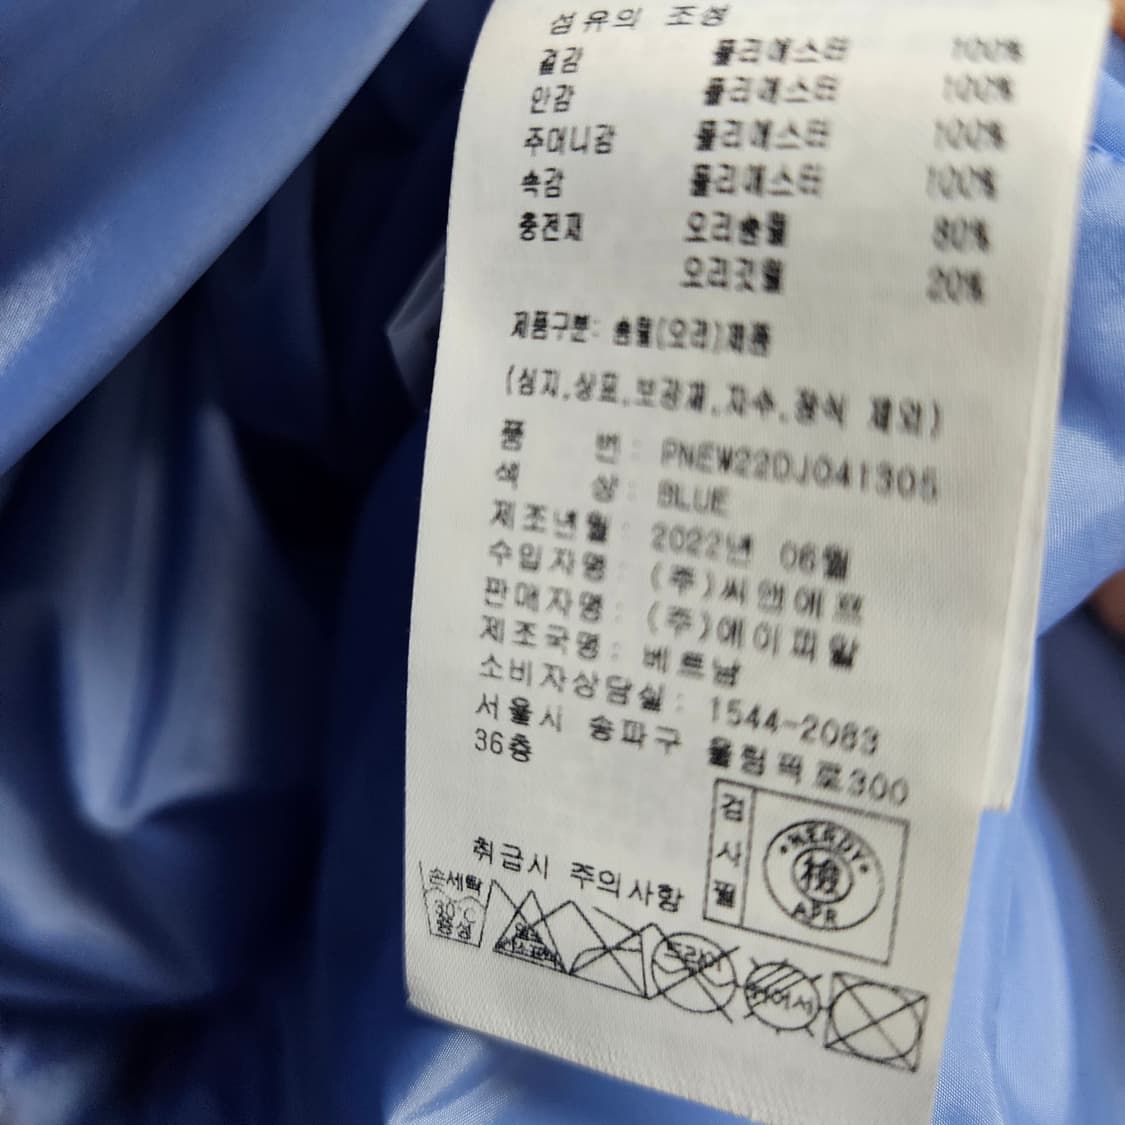 섬유의 조성
겉감 폴리에스터 100%
안감 폴리에스터 100%
주머니감 폴리에스터 100%
속감 폴리에스터 100%
충전재 오리솜털 80%
오리깃털 20%
제품구분: 솜털(오리)제품
(심지,상표,보강재,자수,장식 제외)
품 번: PNEW22DJ041305
색 상: BLUE
제조년월: 2022년 06월
수입자명: (주)씨앤에프
판매자명: (주)에이피알
제조국명: 베트남
소비자상담실: 1544-2083
서울시 송파구 올림픽로300
36층
검사필
NERDY
檢
APR
취급시 주의사항
손세탁
30℃
중성
드라이
뉘어서